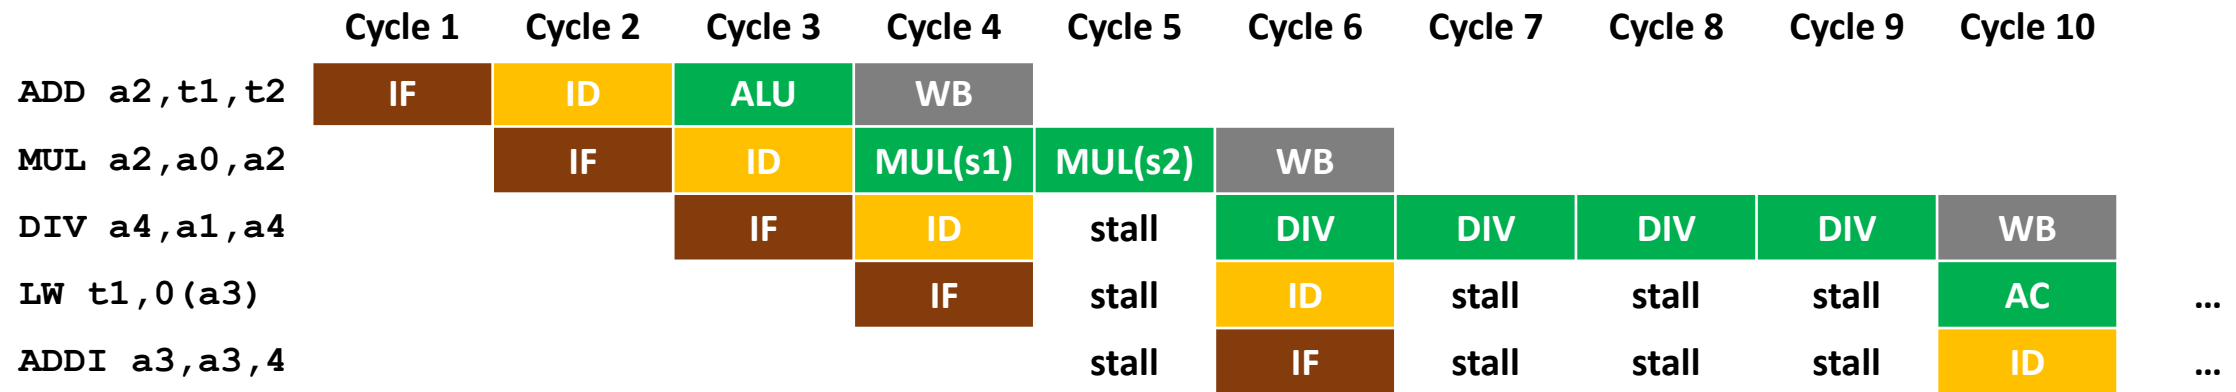 Cycle 1 Cycle 2 Cycle 3 Cycle 4 Cycle 5 Cycle 6 Cycle 7 Cycle 8 Cycle 9 Cycle 10
ADD a2,t1,t2 IF ID ALU WB
MUL a2,a0,a2 IF ID MUL(s1) MUL(s2) WB
DIV a4,a1,a4 IF ID stall DIV DIV DIV DIV WB
LW t1,0(a3) IF stall ID stall stall stall AC ...
ADDI a3,a3,4 stall IF stall stall stall ID ...